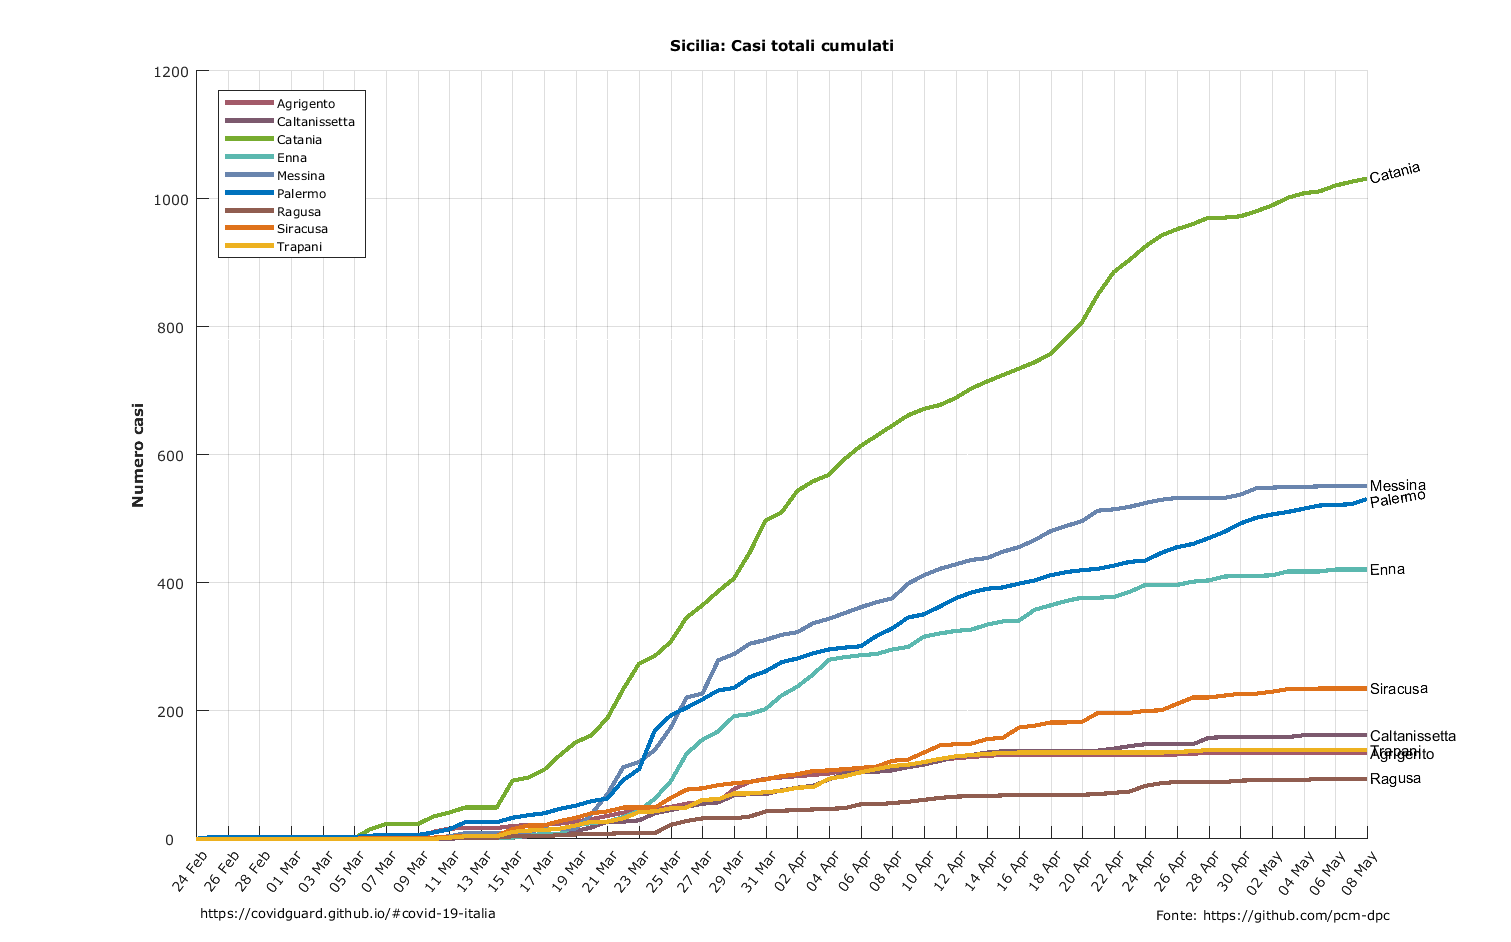 Sicilia: Casi totali cumulati
1200
1000
800
600
400
200
0
Numero casi
Agrigento
Caltanissetta
Catania
Enna
Messina
Palermo
Ragusa
Siracusa
Trapani
Catania
Messina
Palermo
Enna
Siracusa
Caltanissetta
Trapani
Agrigento
Ragusa
24 Feb
26 Feb
28 Feb
01 Mar
03 Mar
05 Mar
07 Mar
09 Mar
11 Mar
13 Mar
15 Mar
17 Mar
19 Mar
21 Mar
23 Mar
25 Mar
27 Mar
29 Mar
31 Mar
02 Apr
04 Apr
06 Apr
08 Apr
10 Apr
12 Apr
14 Apr
16 Apr
18 Apr
20 Apr
22 Apr
24 Apr
26 Apr
28 Apr
30 Apr
02 May
04 May
06 May
08 May
https://covidguard.github.io/#covid-19-italia
Fonte: https://github.com/pcm-dpc